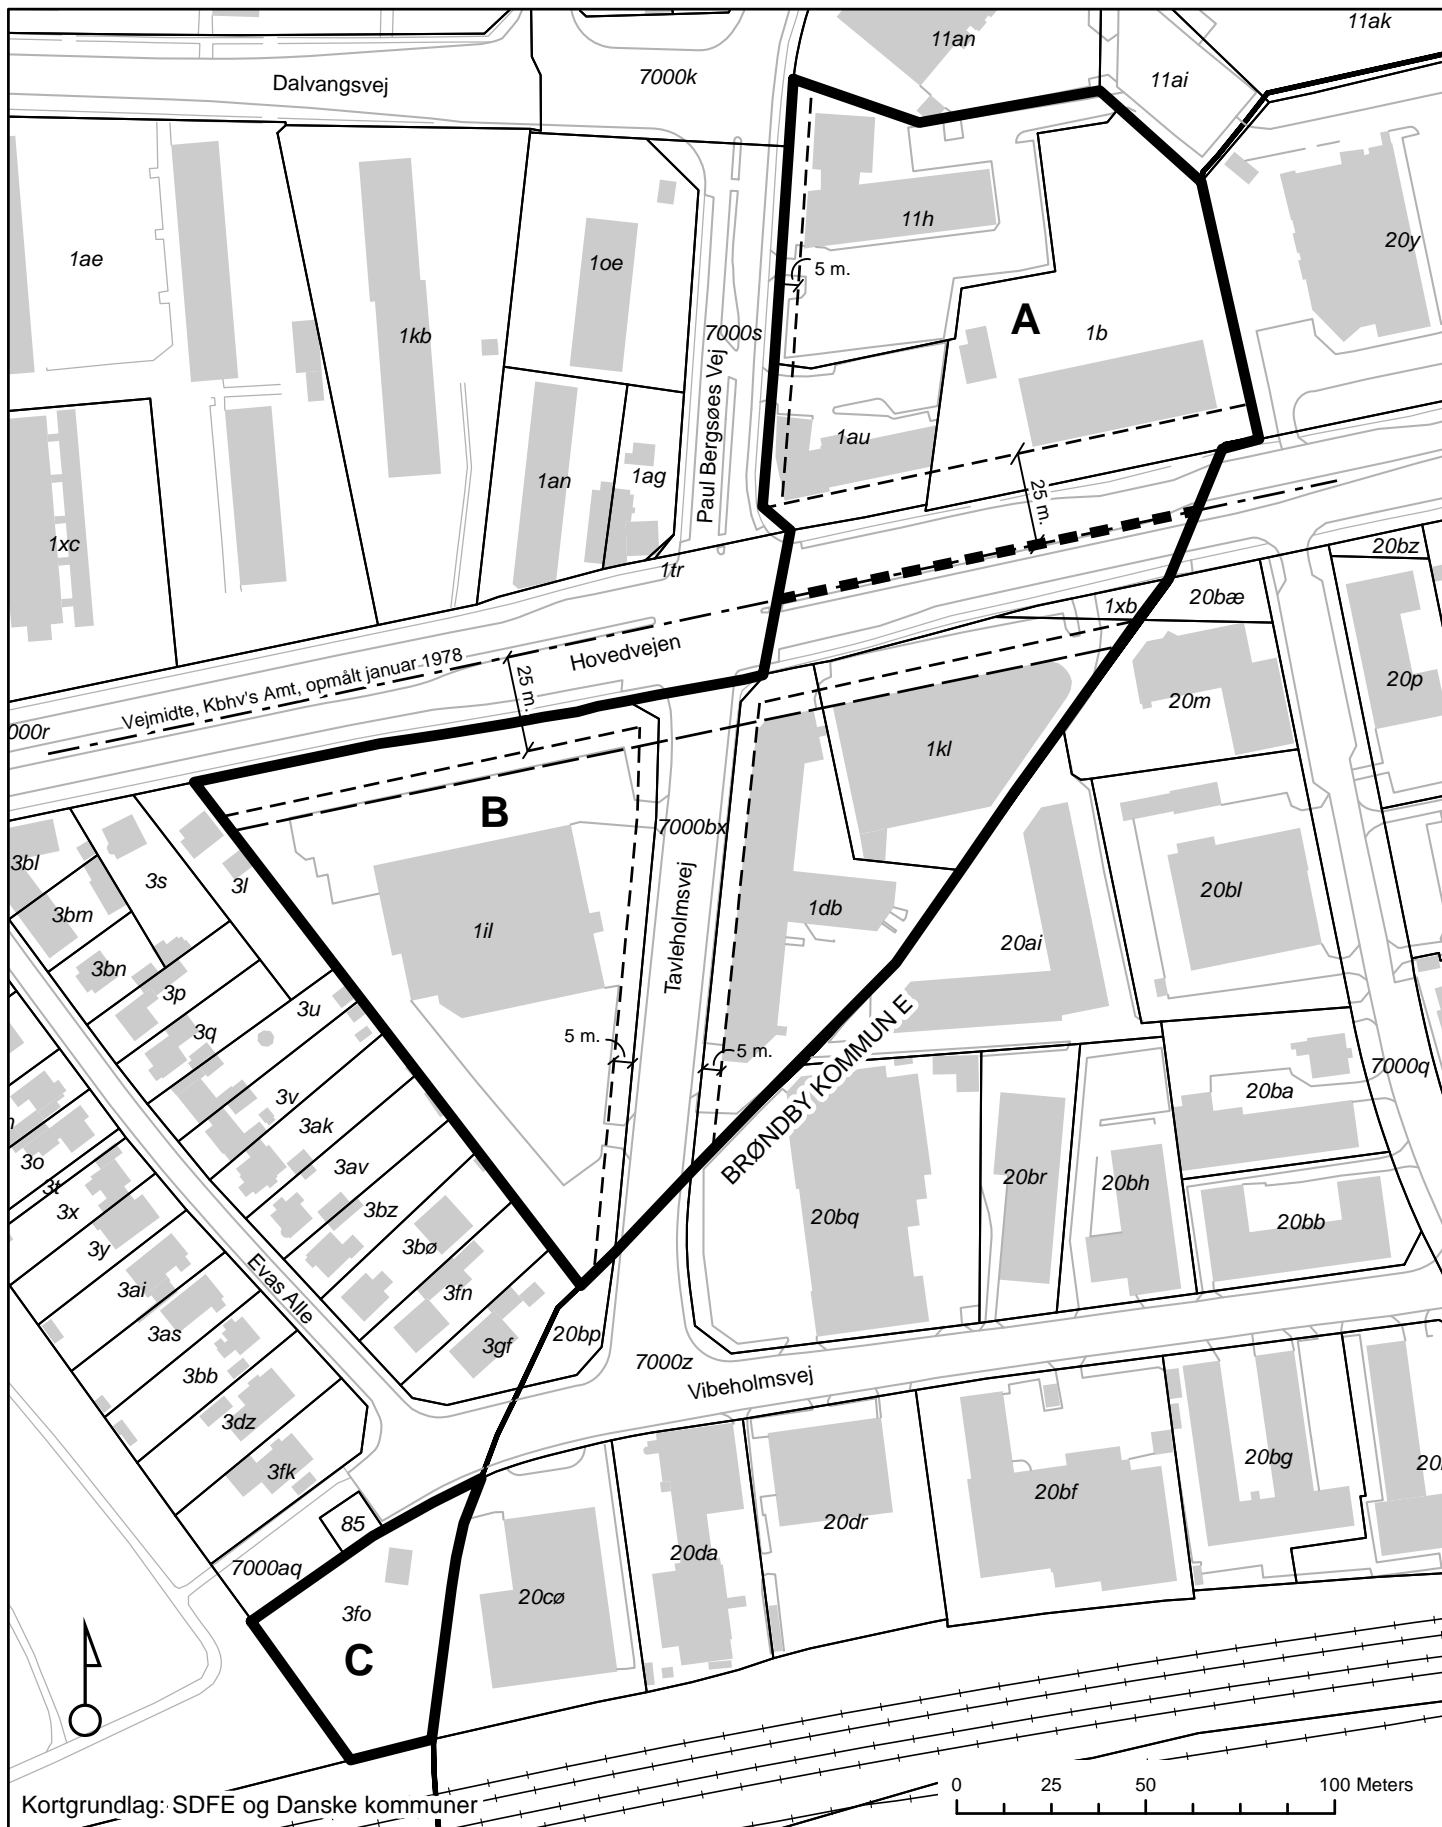 11ak
11an
7000k
Dalvangsvej
11ai
11h
20y
1ae
1oe
5 m.
A
1b
1kb
7000s
Paul Bergsøes Vej
1au
1ag
1an
25 m.
1xc
20bz
1tr
20bæ
1xb
Hovedvejen
Vejmidte, Kbhv's Amt, opmålt januar 1978
25 m.
20p
20m
000r
1kl
B
7000bx
3bl
3s
3l
20bl
3bm
Tavleholmsvej
1db
1il
20ai
3bn
3p
3u
3q
5 m.
5 m.
BRØNDBY KOMMUNE
7000q
20ba
3v
3ak
3o
3av
20br
20bh
3t
3x
3bz
20bq
20bb
3y
3bø
Evas Alle
3ai
3fn
3as
3gf
20bp
7000z
3bb
Vibeholmsvej
3dz
3fk
20bg
20bf
85
20dr
20da
7000aq
20cø
3fo
C
0 25 50 100 Meters
Kortgrundlag: SDFE og Danske kommuner